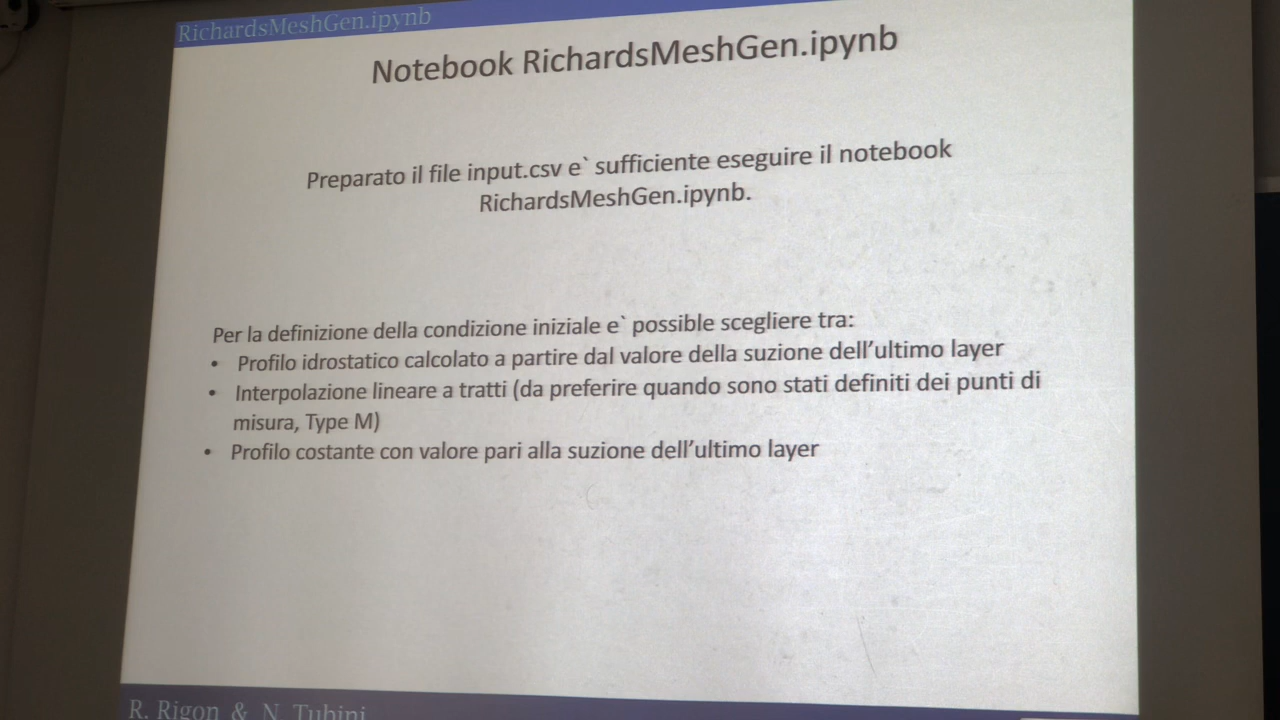 RichardsMeshGen.ipynb
Notebook RichardsMeshGen.ipynb
Preparato il file input.csv e` sufficiente eseguire il notebook
RichardsMeshGen.ipynb.
Per la definizione della condizione iniziale e` possible scegliere tra:
• Profilo idrostatico calcolato a partire dal valore della suzione dell’ultimo layer
• Interpolazione lineare a tratti (da preferire quando sono stati definiti dei punti di
misura, Type M)
• Profilo costante con valore pari alla suzione dell’ultimo layer
R. Rigon & N. Tubini